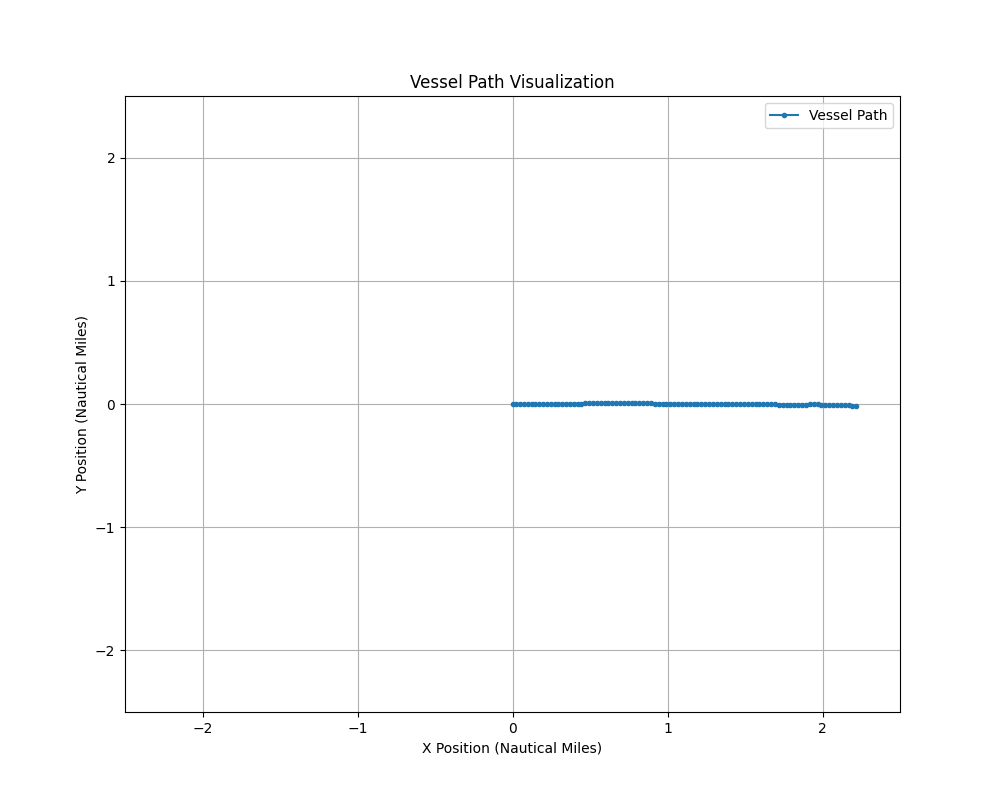 Vessel Path Visualization
Vessel Path
2
1
0
−1
−2
Y Position (Nautical Miles)
−2
−1
0
1
2
X Position (Nautical Miles)